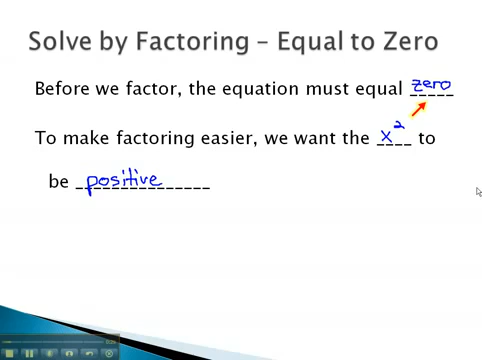 Solve by Factoring – Equal to Zero
Before we factor, the equation must equal zero
To make factoring easier, we want the x² to
be positive